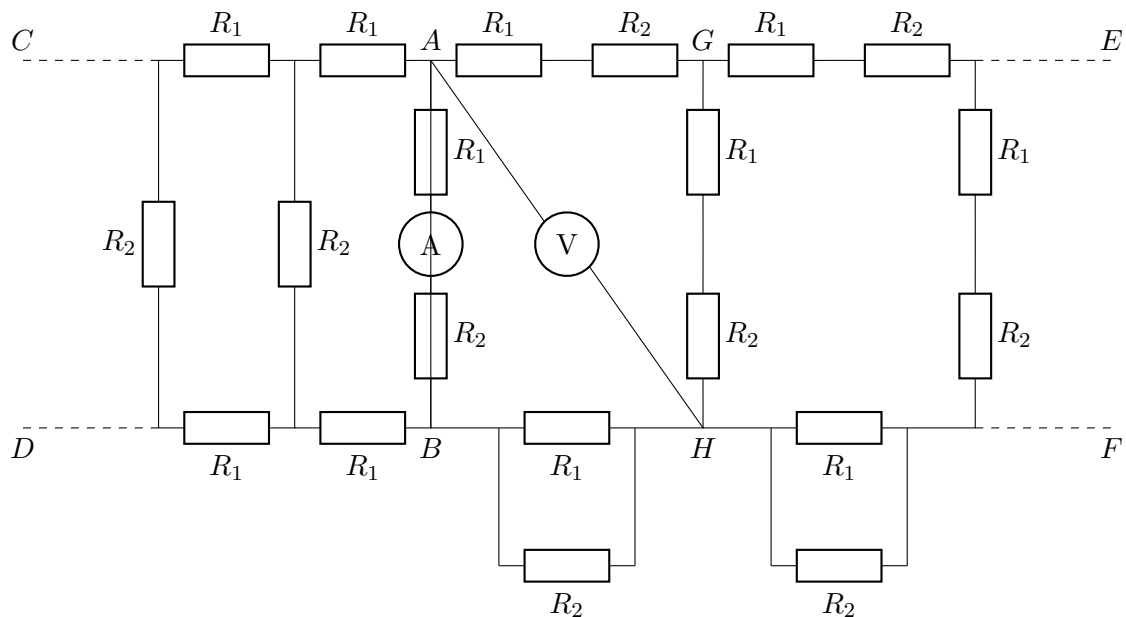 R₁ R₁ R₁ R₂ R₁ R₂
C A G E
R₁ R₁ R₁
R₂ R₂ A V
R₂ R₂ R₂
D R₁ R₁ B R₁ H R₁ F
R₂ R₂